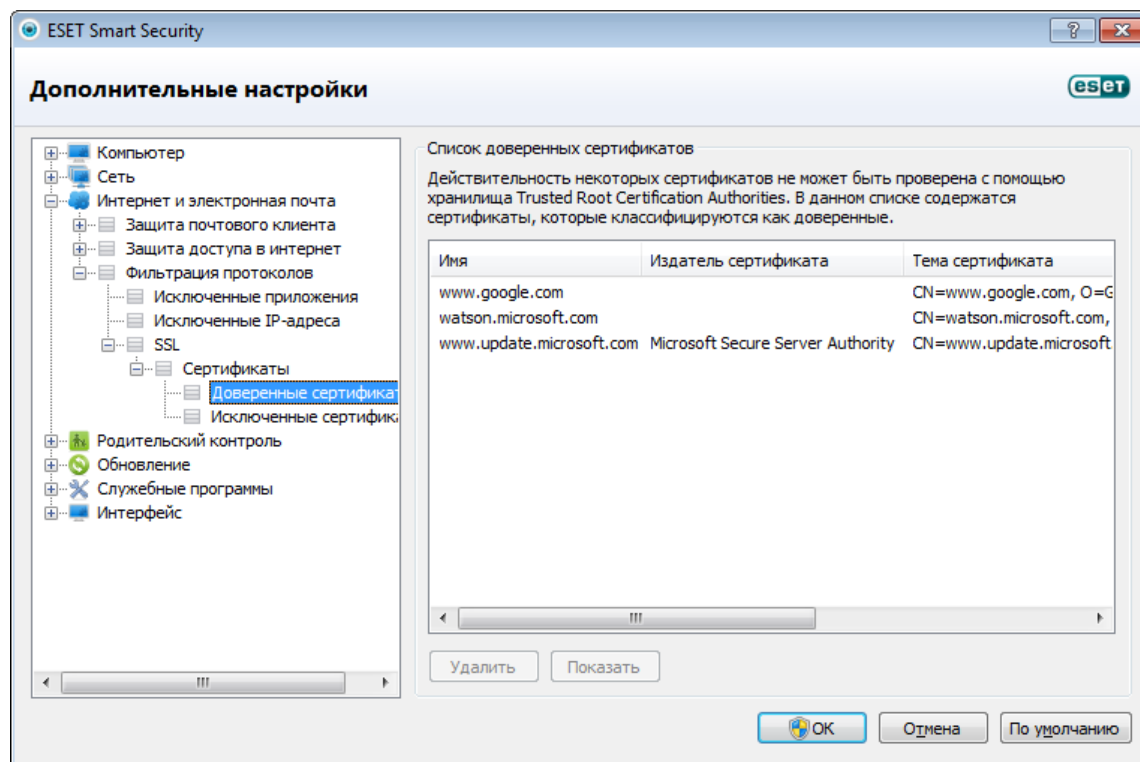 ESET Smart Security
Дополнительные настройки
eset
Компьютер
Сеть
Интернет и электронная почта
Защита почтового клиента
Защита доступа в интернет
Фильтрация протоколов
Исключенные приложения
Исключенные IP-адреса
SSL
Сертификаты
Доверенные сертификат
Исключенные сертифика
Родительский контроль
Обновление
Служебные программы
Интерфейс
Список доверенных сертификатов
Действительность некоторых сертификатов не может быть проверена с помощью
хранилища Trusted Root Certification Authorities. В данном списке содержатся
сертификаты, которые классифицируются как доверенные.
Имя Издатель сертификата Тема сертификата
www.google.com CN=www.google.com, O=G
watson.microsoft.com CN=watson.microsoft.com,
www.update.microsoft.com Microsoft Secure Server Authority CN=www.update.microsoft
Удалить Показать
OK Отмена По умолчанию